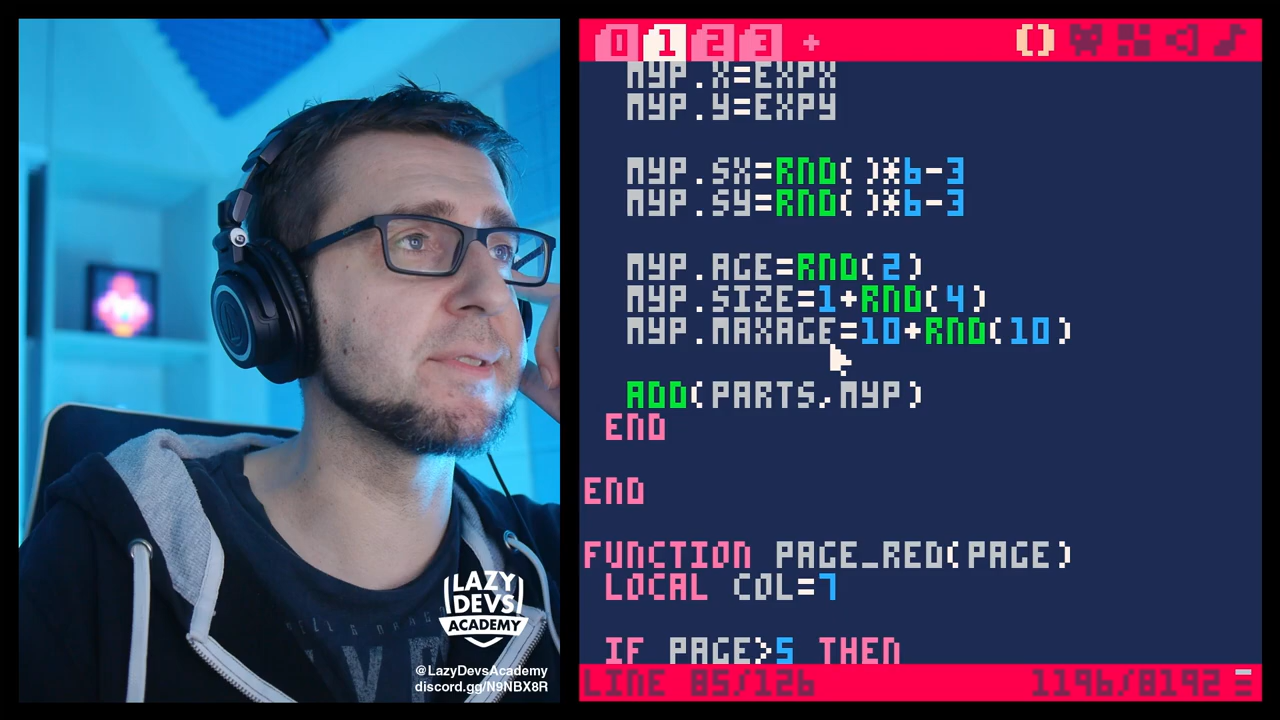 0 1 2 3 +
MYP.X=EXPX
MYP.Y=EXPY
MYP.SX=RND()*6-3
MYP.SY=RND()*6-3
MYP.AGE=RND(2)
MYP.SIZE=1+RND(4)
MYP.MAXAGE=10+RND(10)
ADD(PARTS,MYP)
END
END
FUNCTION PAGE_RED(PAGE)
LOCAL COL=7
IF PAGE>5 THEN
LINE 85/126
1196/8192
LAZY
DEVS
ACADEMY
@LazyDevsAcademy
discord.gg/N9NBX8R